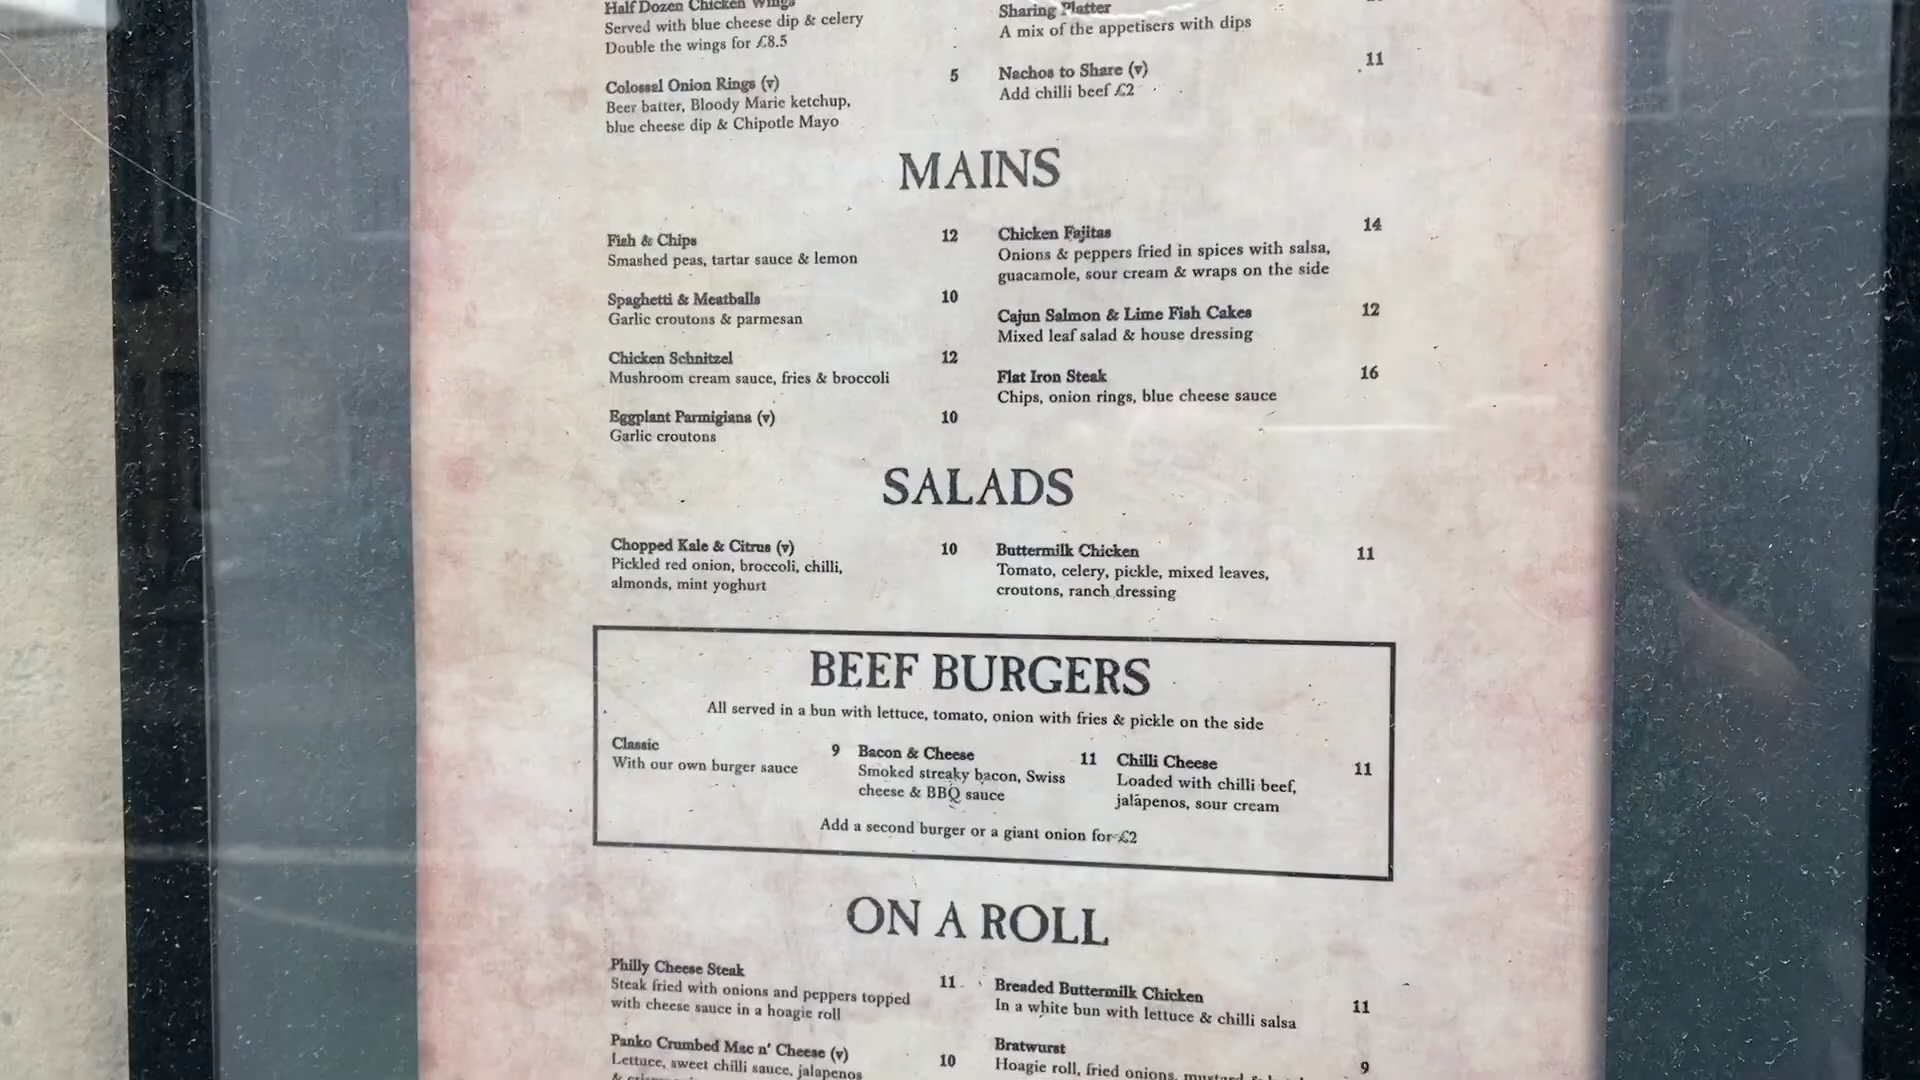 Half Dozen Chicken Wings
Served with blue cheese dip & celery
Double the wings for £8.5
Colossal Onion Rings (v) 5
Beer batter, Bloody Marie ketchup,
blue cheese dip & Chipotle Mayo
Sharing Platter
A mix of the appetisers with dips
Nachos to Share (v) 11
Add chilli beef £2
MAINS
Fish & Chips 12
Smashed peas, tartar sauce & lemon
Spaghetti & Meatballs 10
Garlic croutons & parmesan
Chicken Schnitzel 12
Mushroom cream sauce, fries & broccoli
Eggplant Parmigiana (v) 10
Garlic croutons
Chicken Fajitas 14
Onions & peppers fried in spices with salsa,
guacamole, sour cream & wraps on the side
Cajun Salmon & Lime Fish Cakes 12
Mixed leaf salad & house dressing
Flat Iron Steak 16
Chips, onion rings, blue cheese sauce
SALADS
Chopped Kale & Citrus (v) 10
Pickled red onion, broccoli, chilli,
almonds, mint yoghurt
Buttermilk Chicken 11
Tomato, celery, pickle, mixed leaves,
croutons, ranch dressing
BEEF BURGERS
All served in a bun with lettuce, tomato, onion with fries & pickle on the side
Classic 9
With our own burger sauce
Bacon & Cheese 11
Smoked streaky bacon, Swiss
cheese & BBQ sauce
Chilli Cheese 11
Loaded with chilli beef,
jalapenos, sour cream
Add a second burger or a giant onion for £2
ON A ROLL
Philly Cheese Steak 11
Steak fried with onions and peppers topped
with cheese sauce in a hoagie roll
Panko Crumbed Mac n' Cheese (v) 10
Lettuce, sweet chilli sauce, jalapenos
Breaded Buttermilk Chicken 11
In a white bun with lettuce & chilli salsa
Bratwurst 9
Hoagie roll, fried onions, mustard